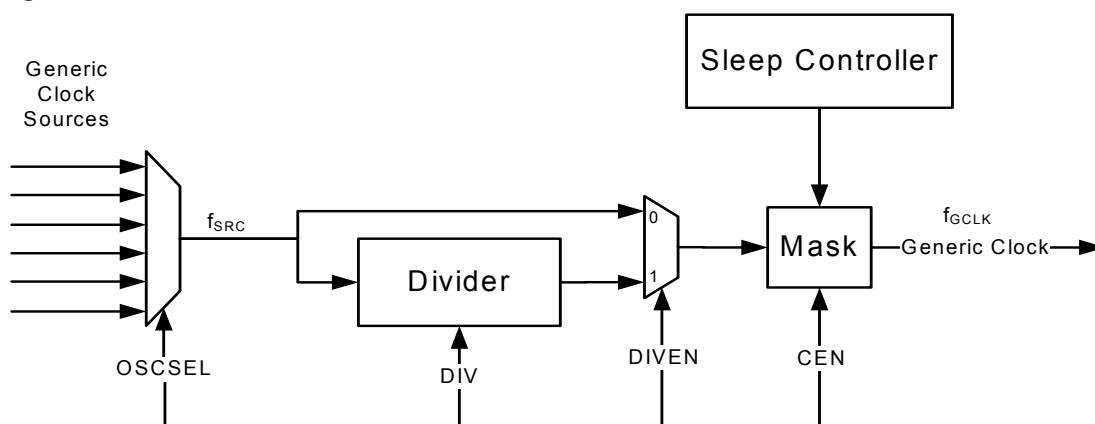 Sleep Controller
Generic
Clock
Sources
fSRC
0
fGCLK
Mask
Generic Clock
Divider
1
OSCSEL
DIV
DIVEN
CEN